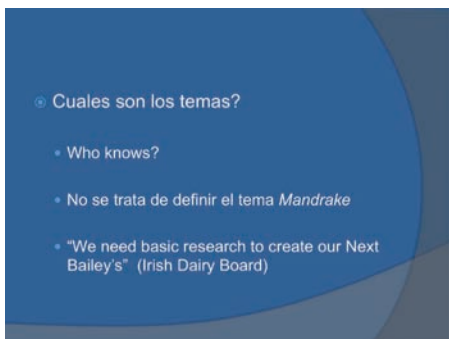 Cuales son los temas?
Who knows?
No se trata de definir el tema Mandrake
“We need basic research to create our Next
Bailey’s” (Irish Dairy Board)